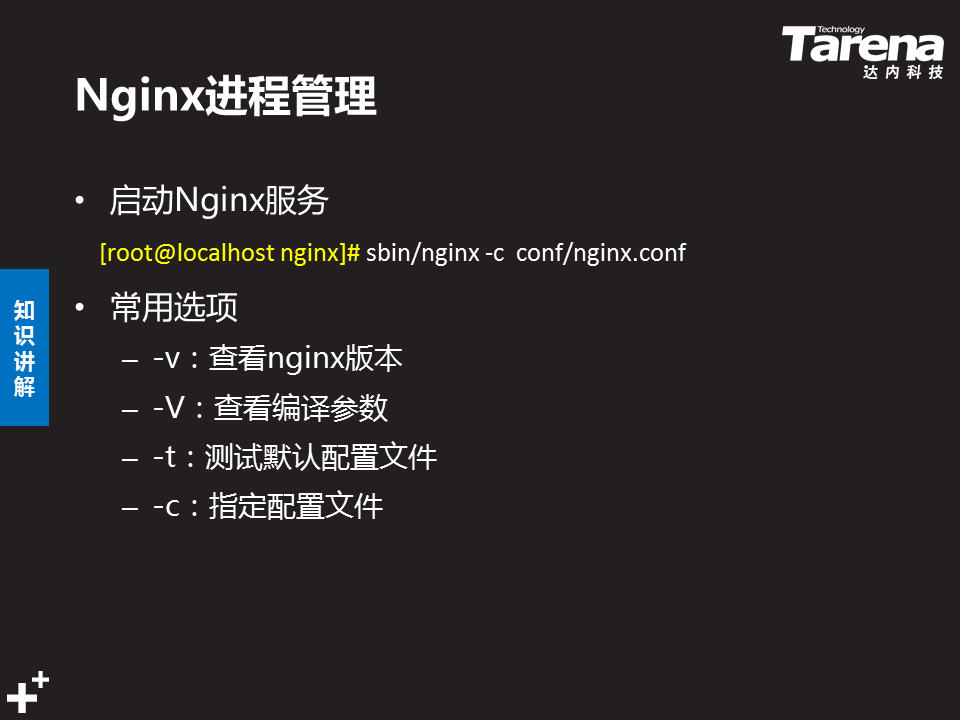 Technology
Tarena
达内科技
Nginx进程管理
• 启动Nginx服务
[root@localhost nginx]# sbin/nginx -c  conf/nginx.conf
• 常用选项
– -v：查看nginx版本
– -V：查看编译参数
– -t：测试默认配置文件
– -c：指定配置文件
知
识
讲
解